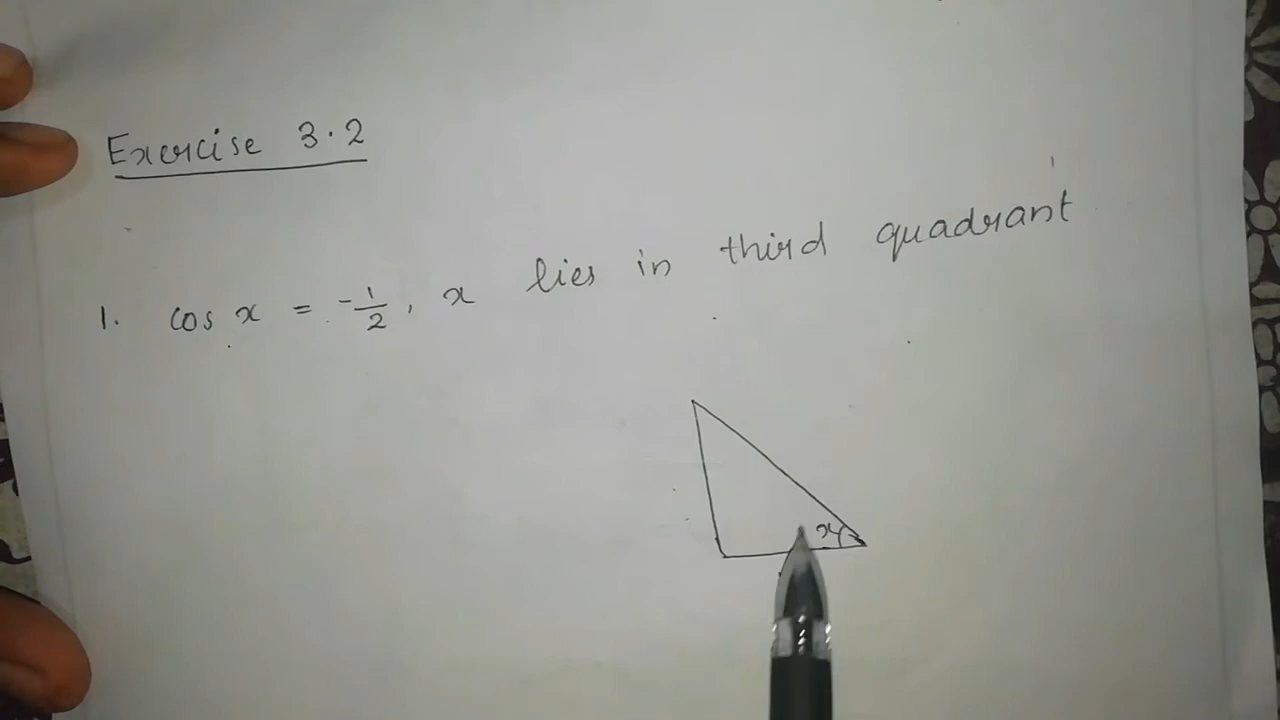 Exercise 3.2
1. cos x = -1/2, x lies in third quadrant
x